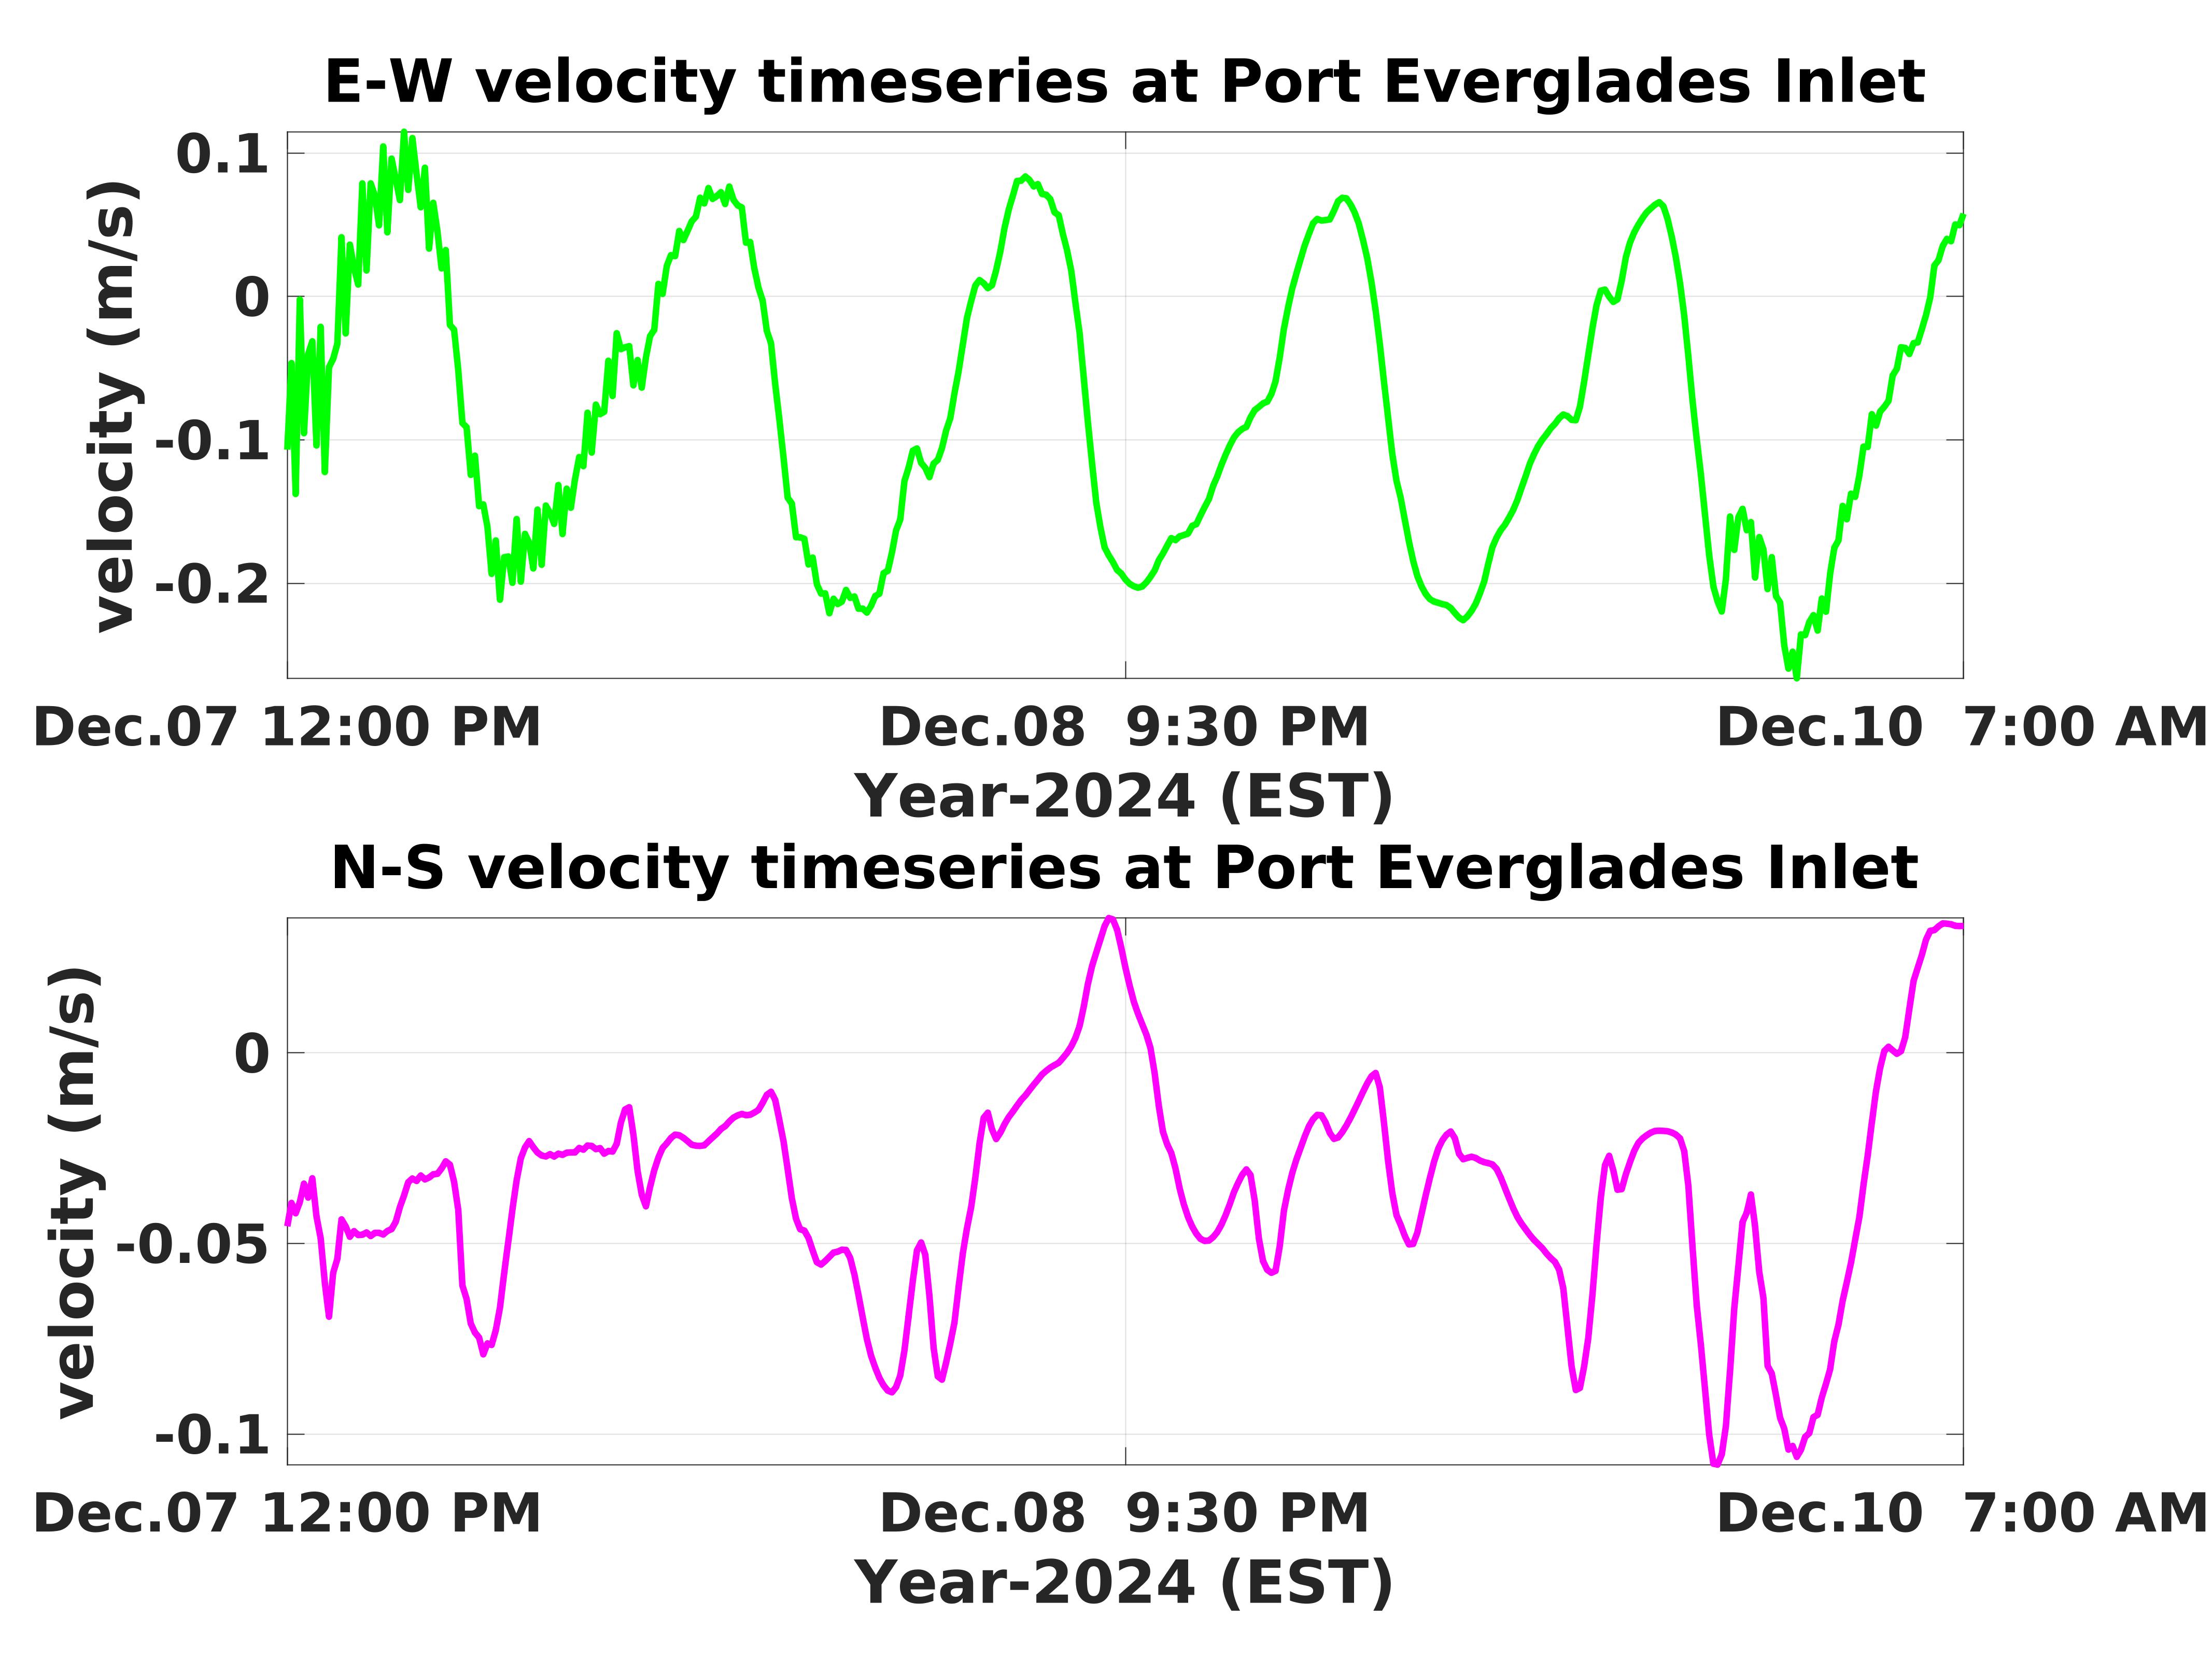 E-W velocity timeseries at Port Everglades Inlet
velocity (m/s)
0.1
0
-0.1
-0.2
Dec.07 12:00 PM Dec.08 9:30 PM Dec.10 7:00 AM
Year-2024 (EST)
N-S velocity timeseries at Port Everglades Inlet
velocity (m/s)
0
-0.05
-0.1
Dec.07 12:00 PM Dec.08 9:30 PM Dec.10 7:00 AM
Year-2024 (EST)